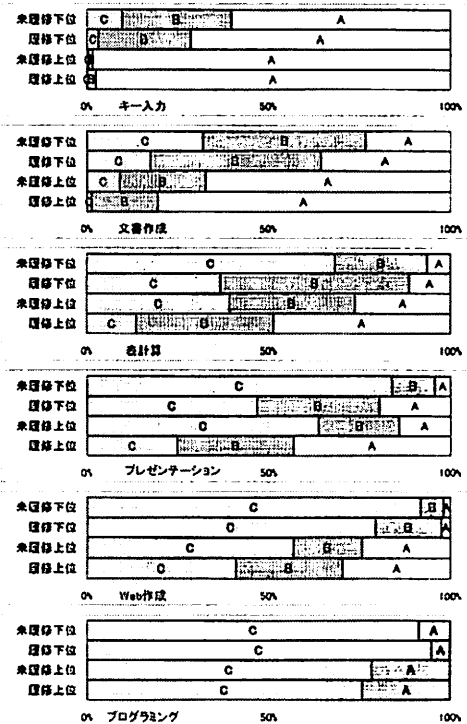 未履修下位 C B A
履修下位 C B A
未履修上位 C B A
履修上位 C B A
0% キー入力 50% 100%
未履修下位 C B A
履修下位 C B A
未履修上位 C B A
履修上位 C B A
0% 文書作成 50% 100%
未履修下位 C B A
履修下位 C B A
未履修上位 C B A
履修上位 C B A
0% 表計算 50% 100%
未履修下位 C B A
履修下位 C B A
未履修上位 C B A
履修上位 C B A
0% プレゼンテーション 50% 100%
未履修下位 C B A
履修下位 C B A
未履修上位 C B A
履修上位 C B A
0% Web作成 50% 100%
未履修下位 C A
履修下位 C A
未履修上位 C A
履修上位 C A
0% プログラミング 50% 100%